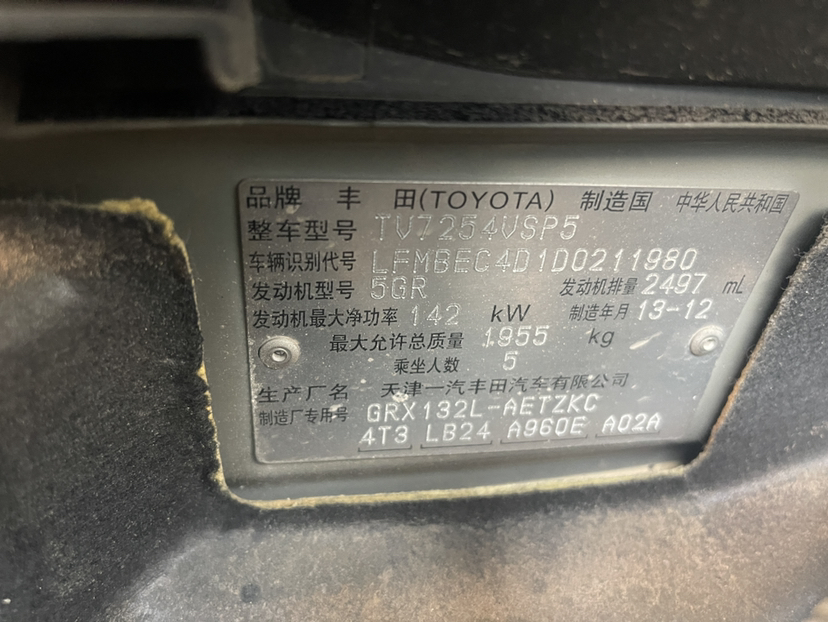 品牌 丰 田(TOYOTA) 制造国 中华人民共和国
整车型号 TV7254VSP5
车辆识别代号 LFMBEC4D1D0211980
发动机型号 5GR 发动机排量 2497 mL
发动机最大净功率 142 kW 制造年月 13-12
最大允许总质量 1955 kg
乘坐人数 5
生产厂名 天津一汽丰田汽车有限公司
制造厂专用号 GRX132L-AETZKC
4T3 LB24 A960E A02A